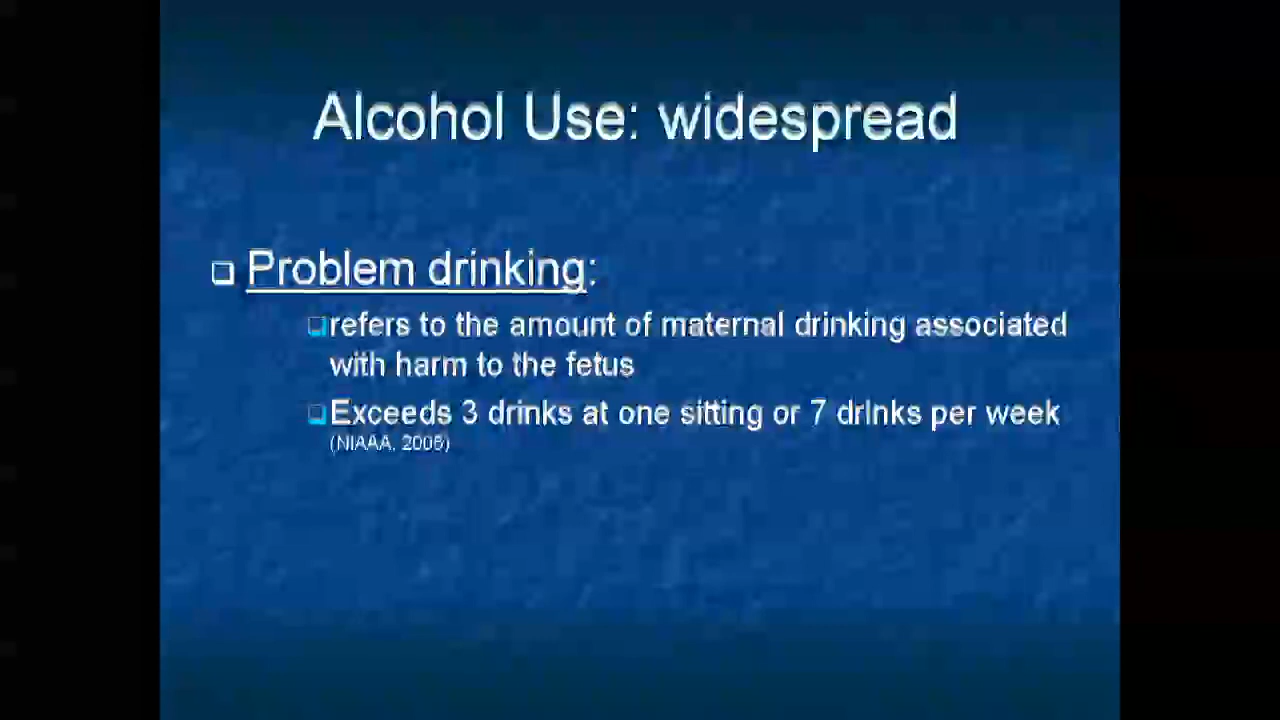 Alcohol Use: widespread
Problem drinking:
refers to the amount of maternal drinking associated
with harm to the fetus
Exceeds 3 drinks at one sitting or 7 drinks per week
(NIAAA,